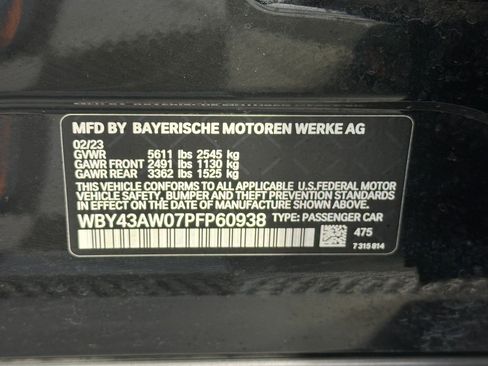 MFD BY BAYERISCHE MOTOREN WERKE AG
02/23
GVWR 5611 lbs 2545 kg
GAWR FRONT 2491 lbs 1130 kg
GAWR REAR 3362 lbs 1525 kg
THIS VEHICLE CONFORMS TO ALL APPLICABLE U.S.FEDERAL MOTOR
VEHICLE SAFETY, BUMPER AND THEFT PREVENTION STANDARDS
IN EFFECT ON THE DATE OF MANUFACTURE SHOWN ABOVE.
WBY43AW07PFP60938 TYPE: PASSENGER CAR
475
7 315 814